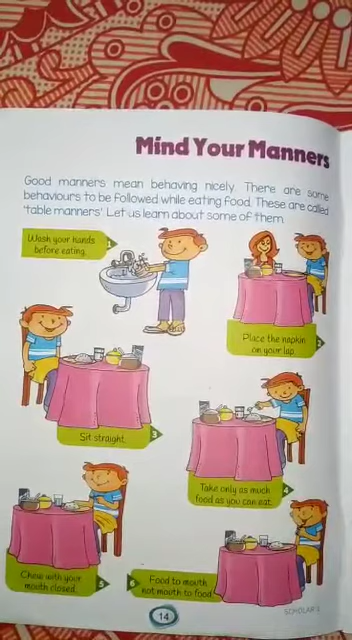 Mind Your Manners
Good manners mean behaving nicely. There are some
behaviours to be followed while eating food. These are called
'table manners'. Let us learn about some of them.
Wash your hands
before eating.
1
Place the napkin
on your lap.
2
Sit straight.
3
Take only as much
food as you can eat.
4
Chew with your
mouth closed.
5
6
Food to mouth
not mouth to food
14